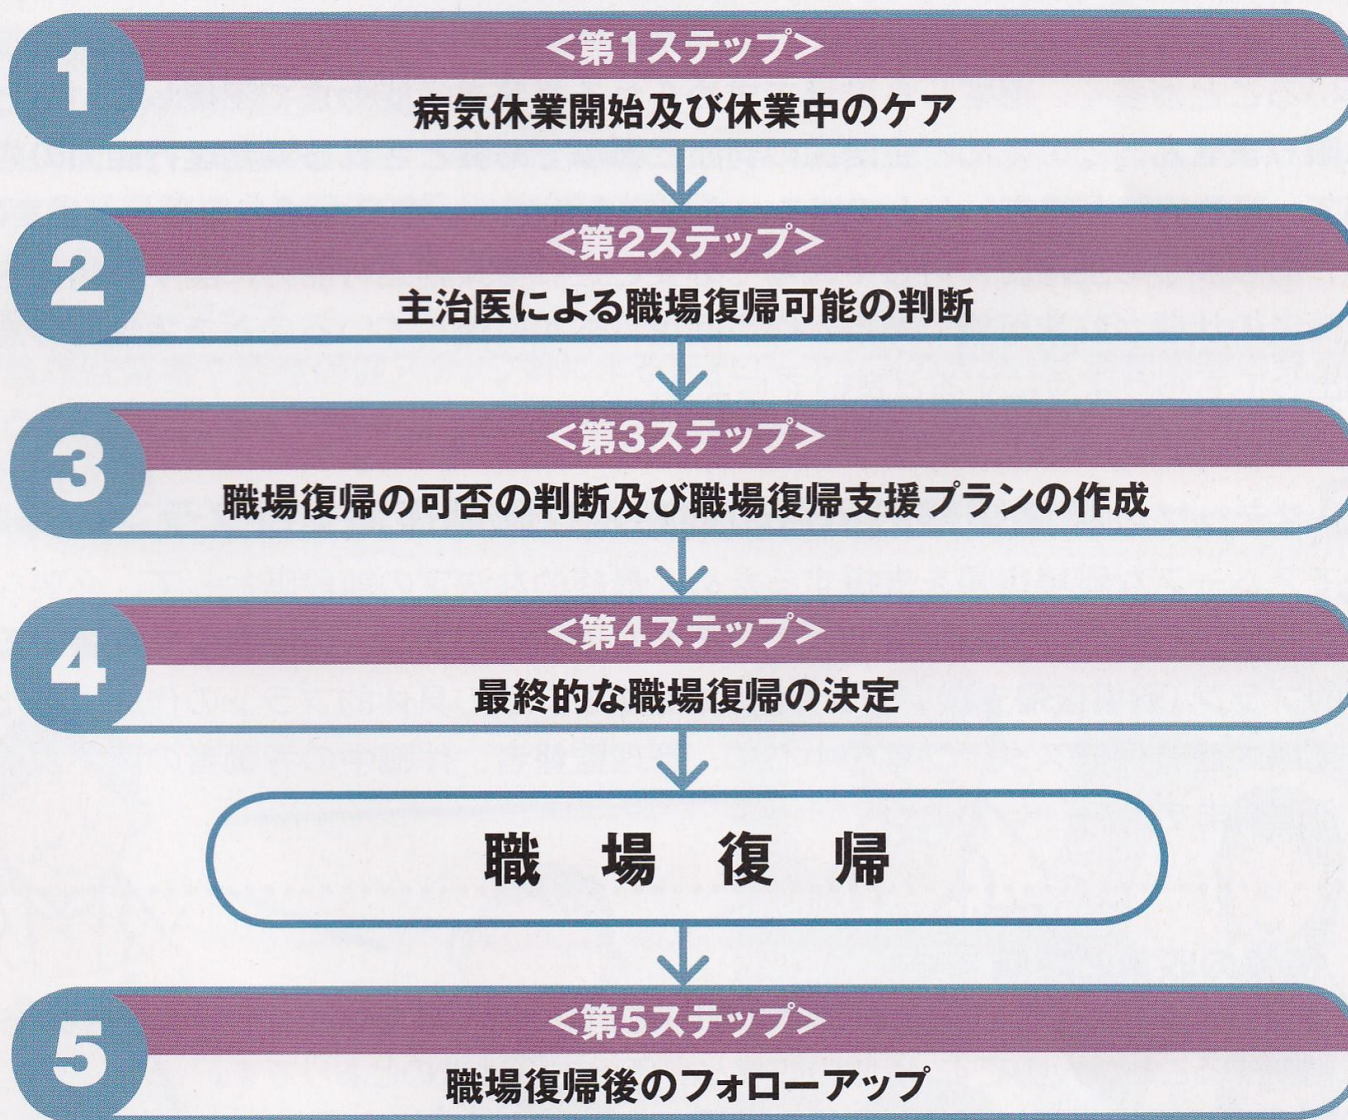 1
<第1ステップ>
病気休業開始及び休業中のケア
2
<第2ステップ>
主治医による職場復帰可能の判断
3
<第3ステップ>
職場復帰の可否の判断及び職場復帰支援プランの作成
4
<第4ステップ>
最終的な職場復帰の決定
職場復帰
5
<第5ステップ>
職場復帰後のフォローアップ